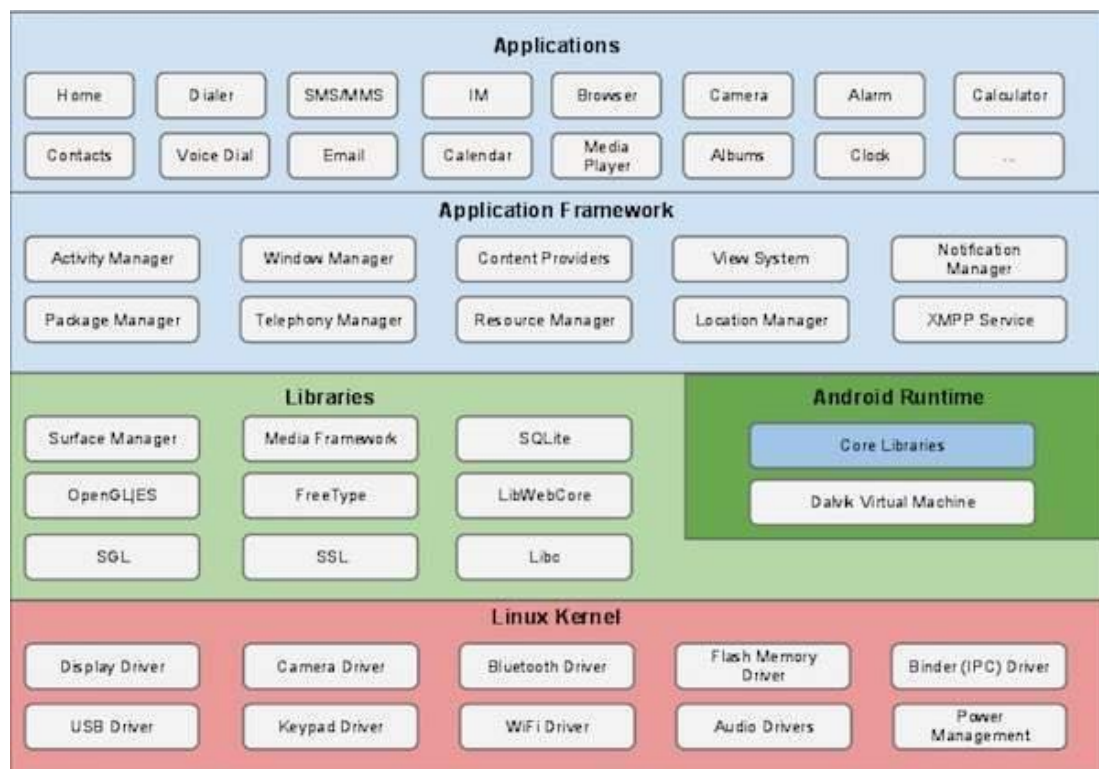 Applications
Home Dialer SMS/MMS IM Browser Camera Alarm Calculator
Contacts Voice Dial Email Calendar Media Player Albums Clock ...
Application Framework
Activity Manager Window Manager Content Providers View System Notification Manager
Package Manager Telephony Manager Resource Manager Location Manager XMPP Service
Libraries
Surface Manager Media Framework SQLite
OpenGL|ES FreeType LibWebCore
SGL SSL Libc
Android Runtime
Core Libraries
Dalvik Virtual Machine
Linux Kernel
Display Driver Camera Driver Bluetooth Driver Flash Memory Driver Binder (IPC) Driver
USB Driver Keypad Driver WiFi Driver Audio Drivers Power Management